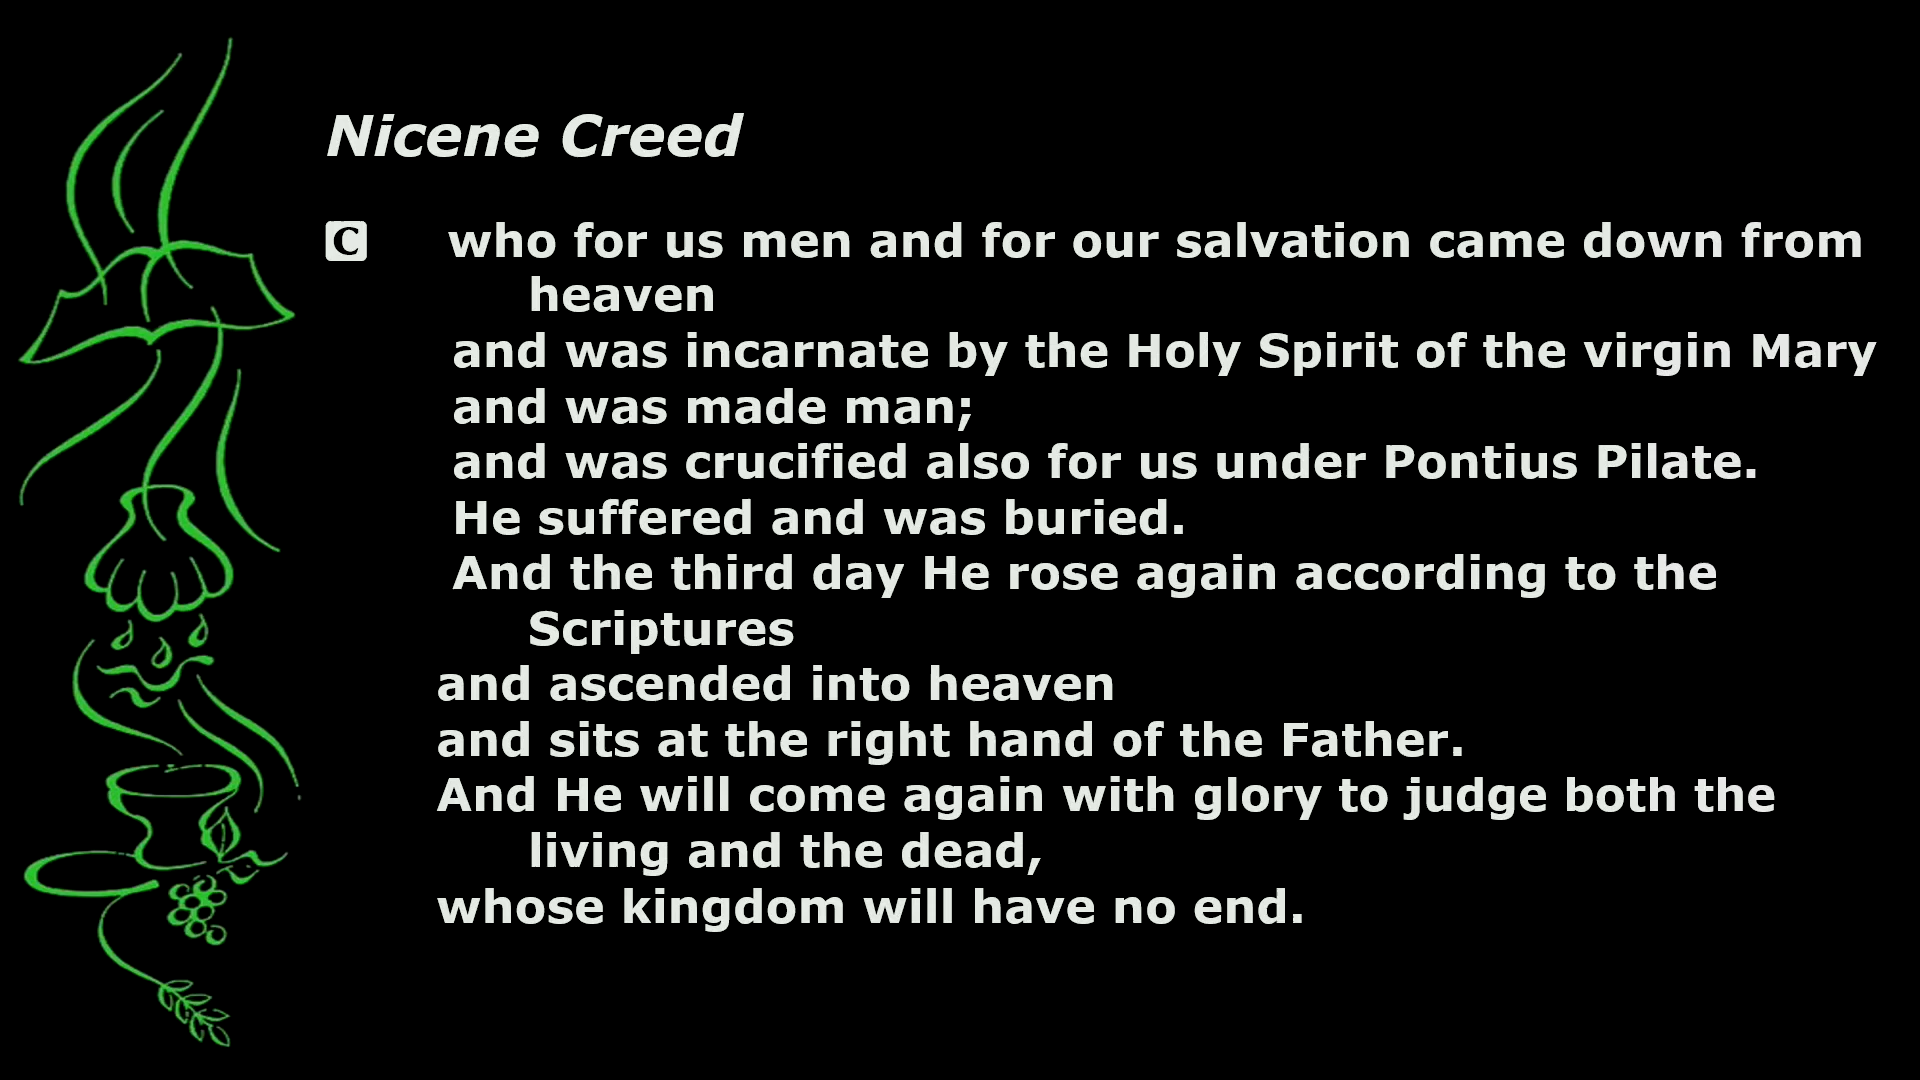 Nicene Creed
C who for us men and for our salvation came down from
heaven
and was incarnate by the Holy Spirit of the virgin Mary
and was made man;
and was crucified also for us under Pontius Pilate.
He suffered and was buried.
And the third day He rose again according to the
Scriptures
and ascended into heaven
and sits at the right hand of the Father.
And He will come again with glory to judge both the
living and the dead,
whose kingdom will have no end.